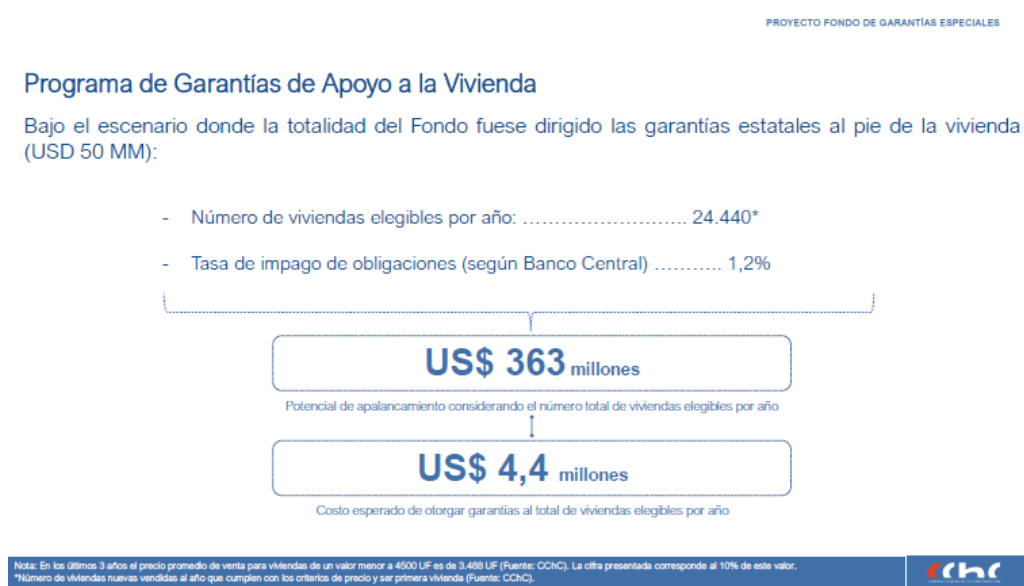 PROYECTO FONDO DE GARANTÍAS ESPECIALES
Programa de Garantías de Apoyo a la Vivienda
Bajo el escenario donde la totalidad del Fondo fuese dirigido las garantías estatales al pie de la vivienda
(USD 50 MM):
- Número de viviendas elegibles por año: .......................... 24.440*
- Tasa de impago de obligaciones (según Banco Central) ........... 1,2%
US$ 363 millones
Potencial de apalancamiento considerando el número total de viviendas elegibles por año
US$ 4,4 millones
Costo esperado de otorgar garantías al total de viviendas elegibles por año
Nota: En los últimos 3 años el precio promedio de venta para viviendas de un valor menor a 4500 UF es de 3.488 UF (Fuente: CChC). La cifra presentada corresponde al 10% de este valor.
*Número de viviendas nuevas vendidas al año que cumplen con los criterios de precio y ser primera vivienda (Fuente: CChC).
CChC